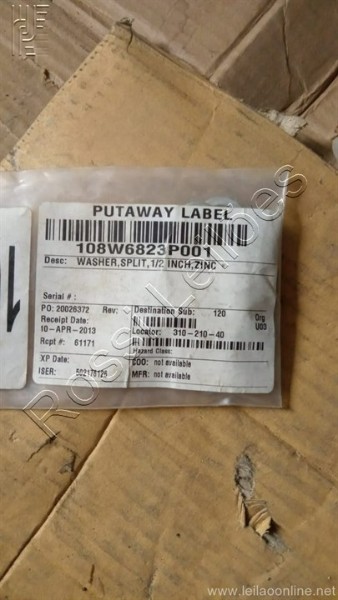 PUTAWAY LABEL
108W6823P001
Desc: WASHER,SPLIT,1/2 INCH,ZINC
Serial # :
PO: 20026372 Rev: Destination Sub: 120 Org
Receipt Date: U03
10-APR-2013 Locator: 310-210-40
Rcpt #: 61171
Hazard Class:
XP Date: COO: not available
ISER: MFR: not available
Ross Leilões
www.leilaoonline.net